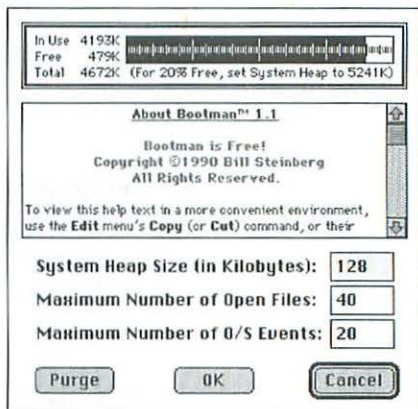 In Use 4193K
Free 479K
Total 4672K (For 20% Free, set System Heap to 5241K)
About Bootman™ 1.1
Bootman is Free!
Copyright ©1990 Bill Steinberg
All Rights Reserved.
To view this help text in a more convenient environment,
use the Edit menu's Copy (or Cut) command, or their
System Heap Size (in Kilobytes): 128
Maximum Number of Open Files: 40
Maximum Number of O/S Events: 20
Purge OK Cancel